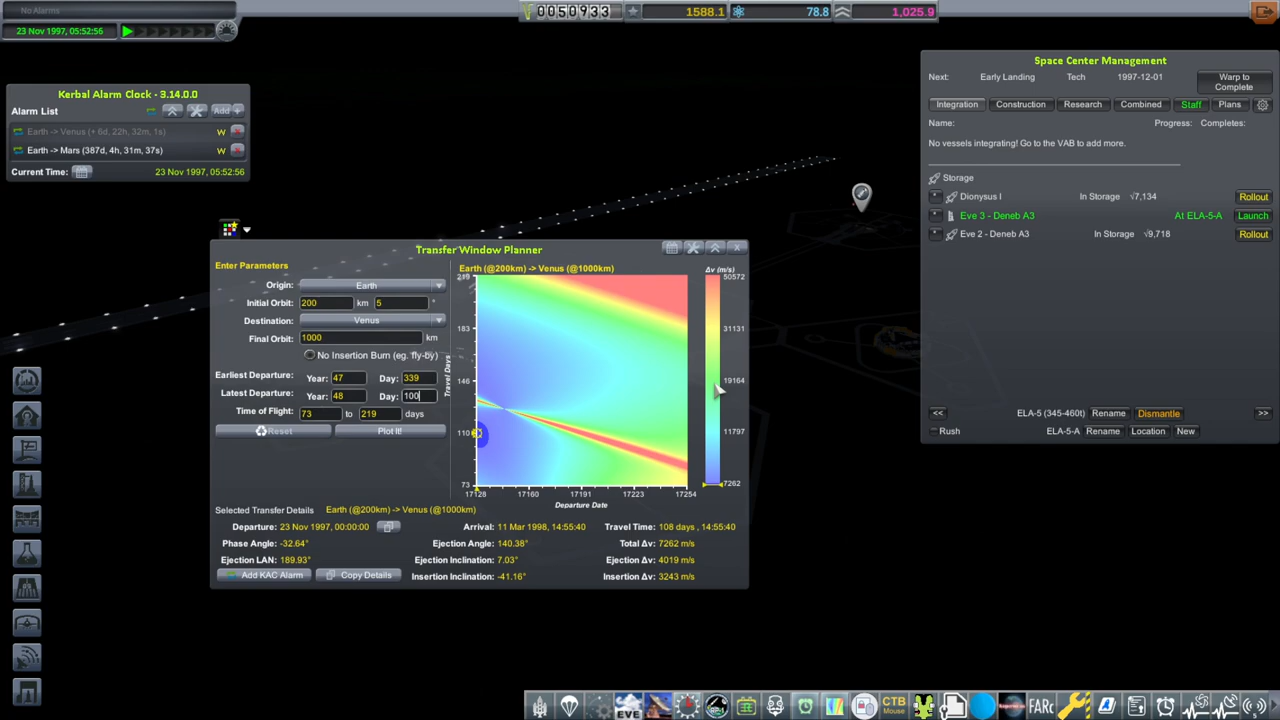 No Alarms
0050933 1588.1 78.8 1,025.9
23 Nov 1997, 05:52:56
Kerbal Alarm Clock - 3.14.0.0
Alarm List Add +
Earth -> Venus (+ 6d, 22h, 32m, 1s) W
Earth -> Mars (387d, 4h, 31m, 37s) W
Current Time: 23 Nov 1997, 05:52:56
Space Center Management
Next: Early Landing Tech 1997-12-01 Warp to Complete
Integration Construction Research Combined Staff Plans
Name: Progress: Completes:
No vessels integrating! Go to the VAB to add more.
Storage
Dionysus I In Storage √7,134 Rollout
Eve 3 - Deneb A3 At ELA-5-A Launch
Eve 2 - Deneb A3 In Storage √9,718 Rollout
<< ELA-5 (345-460t) Rename Dismantle >>
Rush ELA-5-A Rename Location New
Transfer Window Planner
Enter Parameters
Origin: Earth
Initial Orbit: 200 km 5 °
Destination: Venus
Final Orbit: 1000 km
No Insertion Burn (eg. fly-by)
Earliest Departure: Year: 47 Day: 339
Latest Departure: Year: 48 Day: 100
Time of Flight: 73 to 219 days
Reset Plot It!
Earth (@200km) -> Venus (@1000km)
Δv (m/s)
219
183
146
110
73
Travel Days
17128 17160 17191 17223 17254
Departure Date
50572
31131
19164
11797
7262
Selected Transfer Details Earth (@200km) -> Venus (@1000km)
Departure: 23 Nov 1997, 00:00:00 Arrival: 11 Mar 1998, 14:55:40 Travel Time: 108 days , 14:55:40
Phase Angle: -32.64° Ejection Angle: 140.38° Total Δv: 7262 m/s
Ejection LAN: 189.93° Ejection Inclination: 7.03° Ejection Δv: 4019 m/s
Add KAC Alarm Copy Details Insertion Inclination: -41.16° Insertion Δv: 3243 m/s
EVE RP-1 CTB Mouse FARc